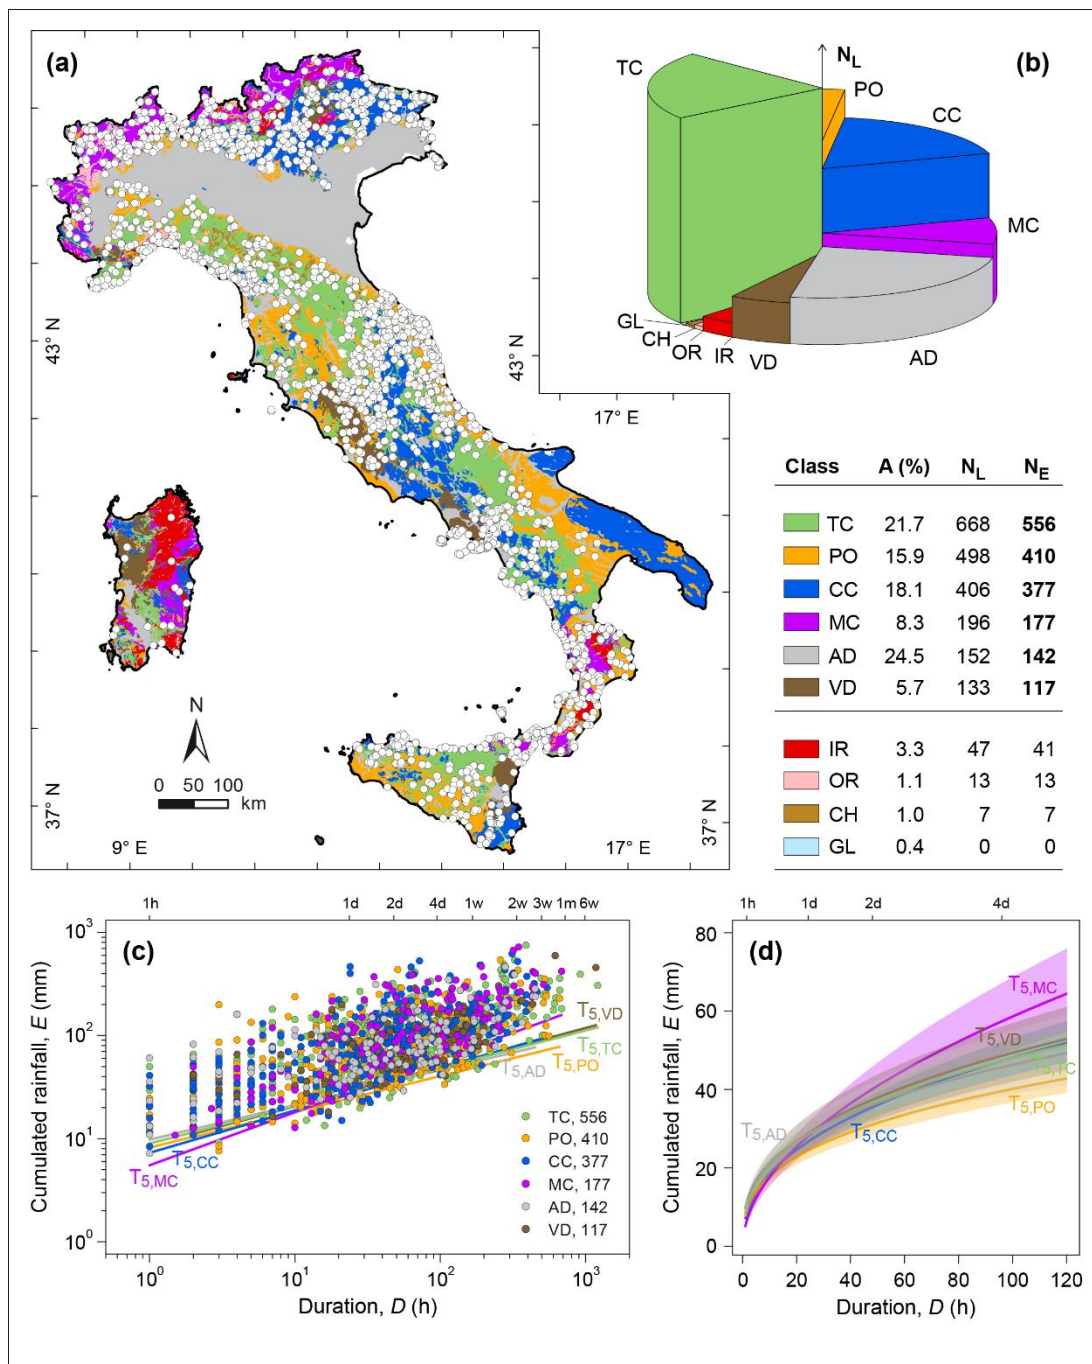 (a)
43° N
37° N
9° E
17° E
37° N
43° N
17° E
N
0 50 100
km
(b)
N_L
TC
PO
CC
MC
AD
VD
IR
OR
CH
GL
Class A (%) N_L N_E
TC 21.7 668 556
PO 15.9 498 410
CC 18.1 406 377
MC 8.3 196 177
AD 24.5 152 142
VD 5.7 133 117
IR 3.3 47 41
OR 1.1 13 13
CH 1.0 7 7
GL 0.4 0 0
(c)
1h 1d 2d 4d 1w 2w 3w 1m 6w
10³
10²
10¹
10⁰
Cumulated rainfall, E (mm)
T5,VD
T5,TC
T5,PO
T5,AD
T5,CC
T5,MC
TC, 556
PO, 410
CC, 377
MC, 177
AD, 142
VD, 117
10⁰ 10¹ 10² 10³
Duration, D (h)
(d)
1h 1d 2d 4d
80
60
40
20
0
Cumulated rainfall, E (mm)
T5,MC
T5,VD
T5,TC
T5,PO
T5,AD
T5,CC
0 20 40 60 80 100 120
Duration, D (h)